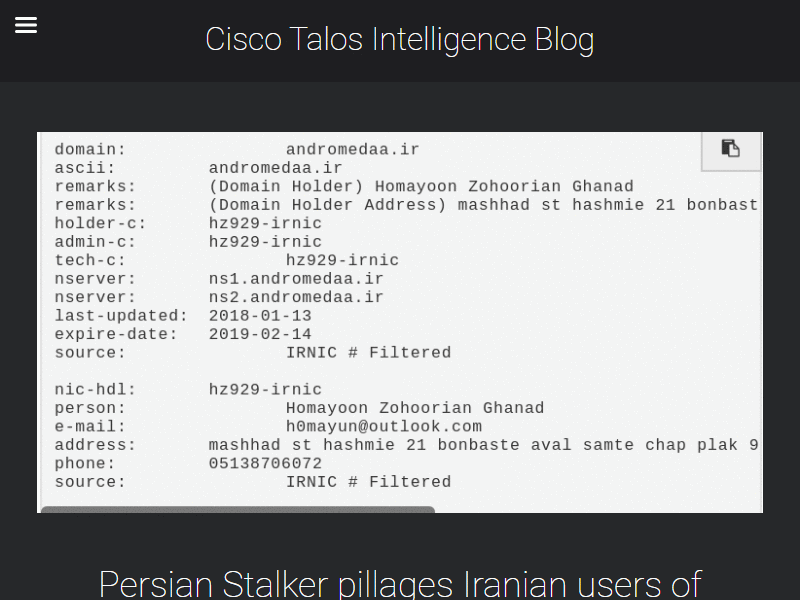 Cisco Talos Intelligence Blog
domain: andromedaa.ir
ascii: andromedaa.ir
remarks: (Domain Holder) Homayoon Zohoorian Ghanad
remarks: (Domain Holder Address) mashhad st hashmie 21 bonbast
holder-c: hz929-irnic
admin-c: hz929-irnic
tech-c: hz929-irnic
nserver: ns1.andromedaa.ir
nserver: ns2.andromedaa.ir
last-updated: 2018-01-13
expire-date: 2019-02-14
source: IRNIC # Filtered
nic-hdl: hz929-irnic
person: Homayoon Zohoorian Ghanad
e-mail: h0mayun@outlook.com
address: mashhad st hashmie 21 bonbaste aval samte chap plak 9
phone: 05138706072
source: IRNIC # Filtered
Persian Stalker pillages Iranian users of